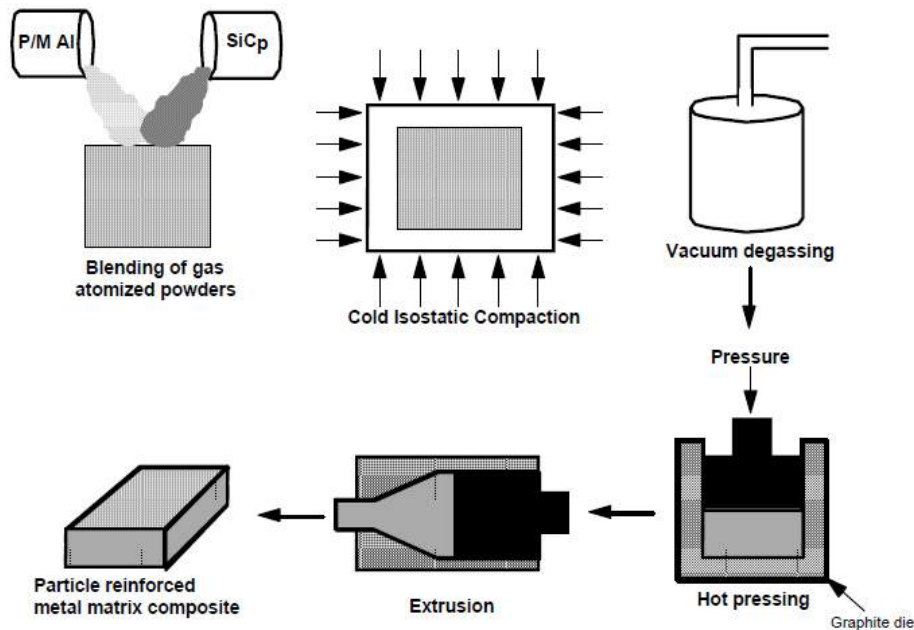 P/M Al
SiCp
Blending of gas
atomized powders
Cold Isostatic Compaction
Vacuum degassing
Pressure
Particle reinforced
metal matrix composite
Extrusion
Hot pressing
Graphite die